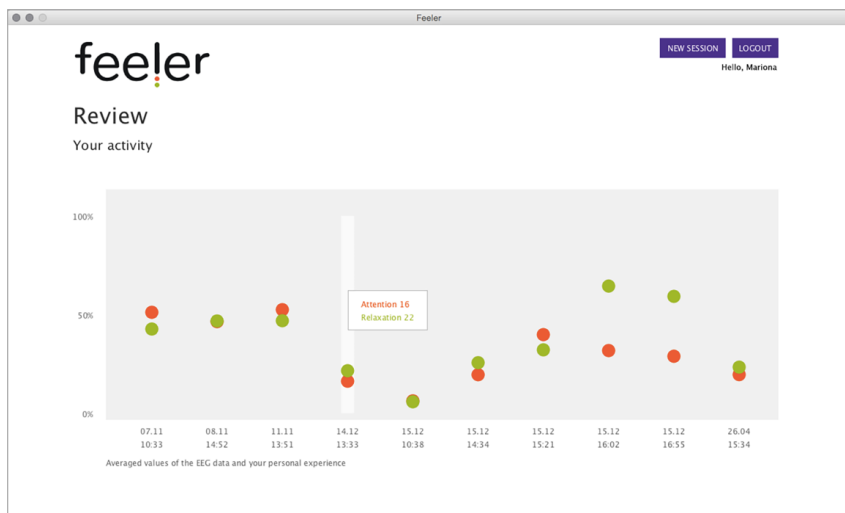 Feeler
feeler
NEW SESSION LOGOUT
Hello, Mariona
Review
Your activity
100%
50%
0%
Attention 16
Relaxation 22
07.11 08.11 11.11 14.12 15.12 15.12 15.12 15.12 15.12 26.04
10:33 14:52 13:51 13:33 10:38 14:34 15:21 16:02 16:55 15:34
Averaged values of the EEG data and your personal experience